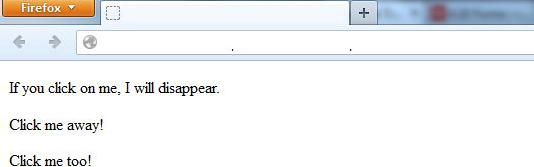 Firefox
If you click on me, I will disappear.
Click me away!
Click me too!